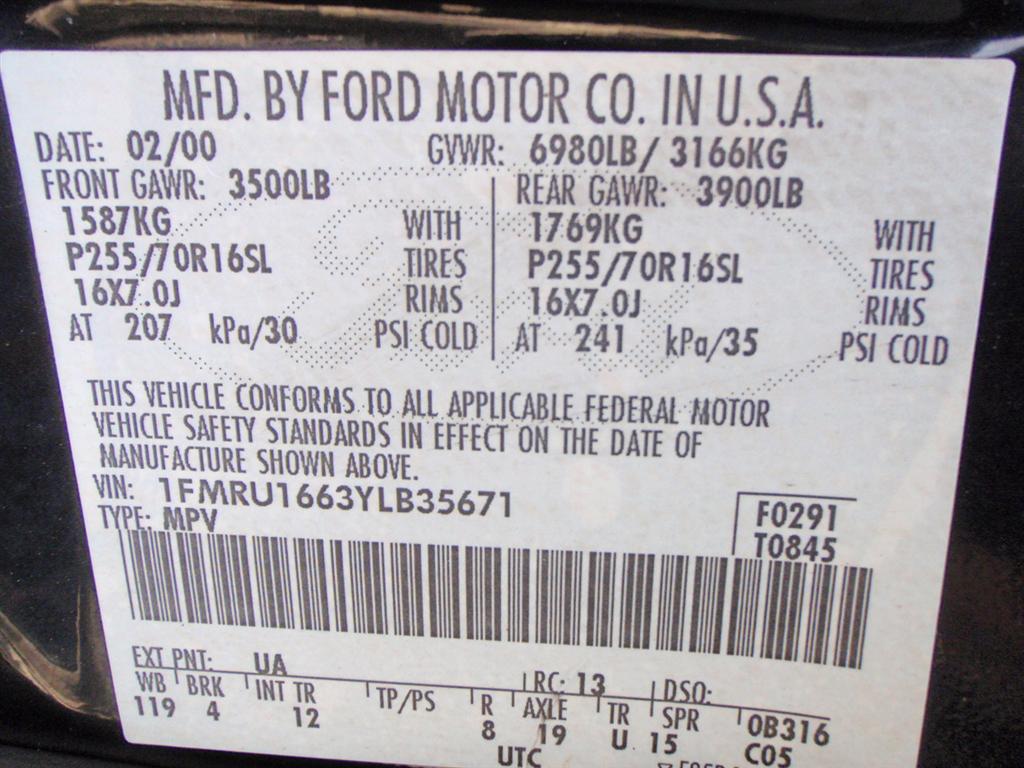 MFD. BY FORD MOTOR CO. IN U.S.A.
DATE: 02/00 GVWR: 6980LB/ 3166KG
FRONT GAWR: 3500LB REAR GAWR: 3900LB
1587KG WITH 1769KG WITH
P255/70R16SL TIRES P255/70R16SL TIRES
16X7.0J RIMS 16X7.0J RIMS
AT 207 kPa/30 PSI COLD AT 241 kPa/35 PSI COLD
THIS VEHICLE CONFORMS TO ALL APPLICABLE FEDERAL MOTOR
VEHICLE SAFETY STANDARDS IN EFFECT ON THE DATE OF
MANUFACTURE SHOWN ABOVE.
VIN: 1FMRU1663YLB35671
TYPE: MPV
F0291
T0845
EXT PNT: UA RC: 13 DSO:
WB BRK INT TR TP/PS R AXLE TR SPR 0B316
119 4 12 8 19 U 15 C05
UTC